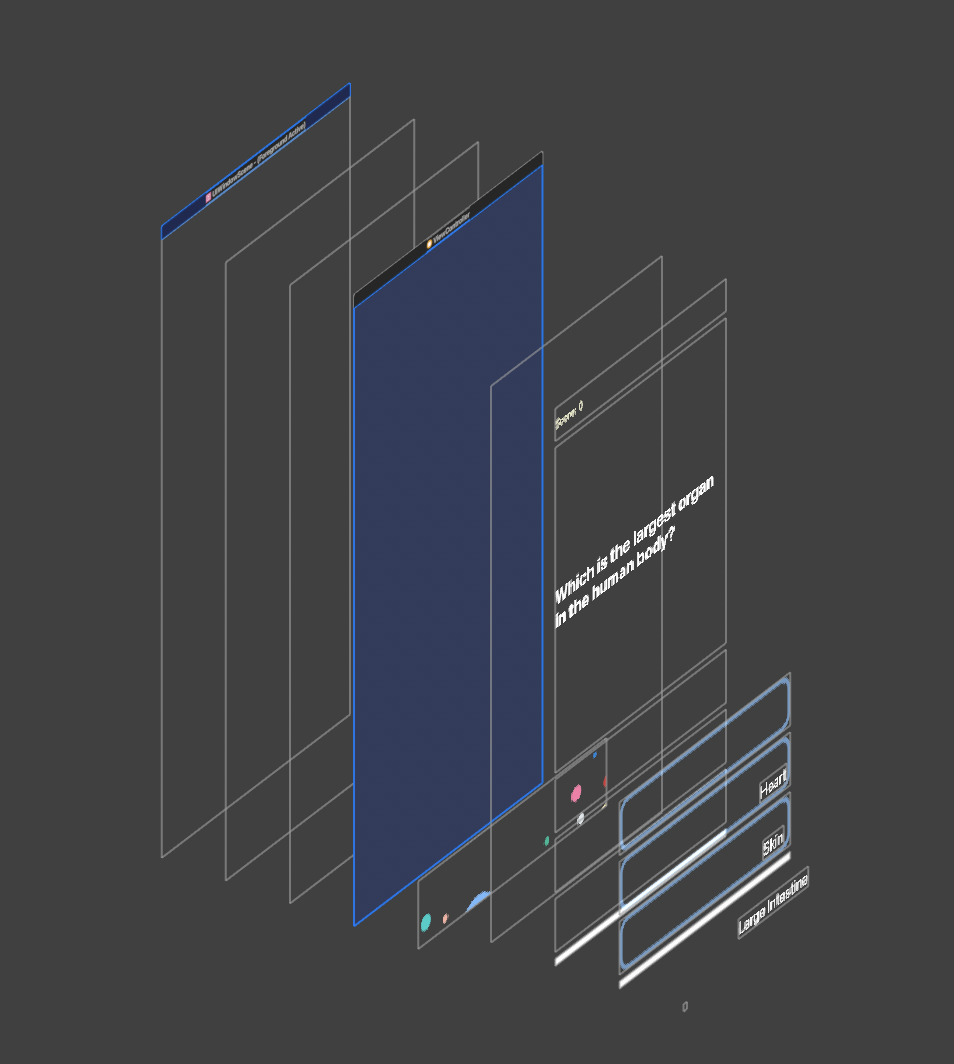 UIWindowScene - (Foreground Active)
ViewController
Score: 0
Which is the largest organ
in the human body?
Heart
Skin
Large Intestine